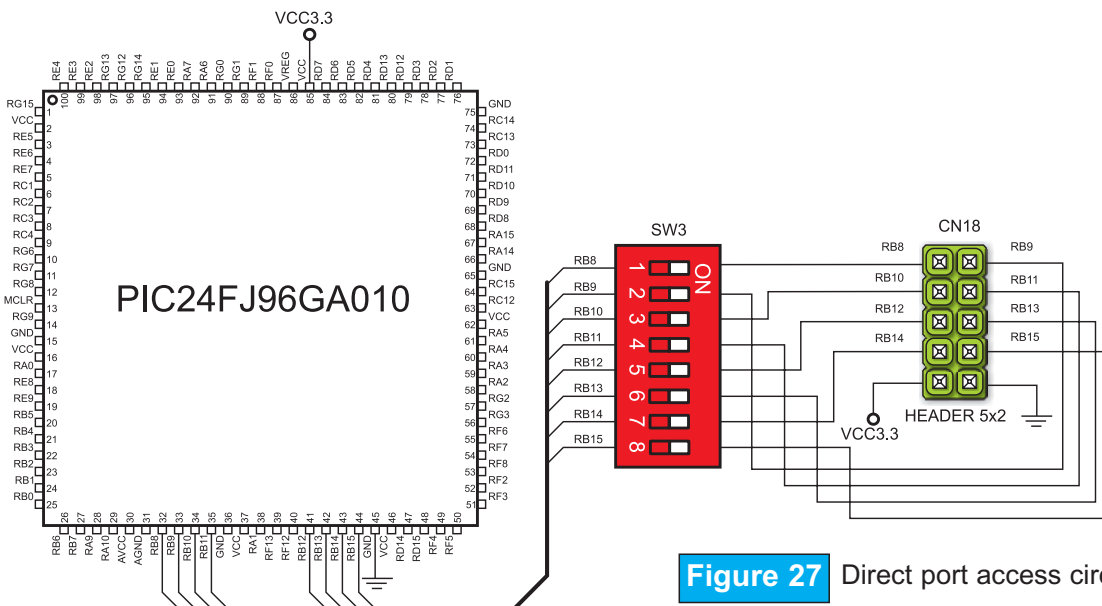 VCC3.3
RE4 RE3 RE2 RG13 RG12 RG14 RE1 RE0 RA7 RA6 RG0 RG1 RF1 RF0 VREG VCC RD7 RD6 RD5 RD4 RD13 RD12 RD3 RD2 RD1
100 99 98 97 96 95 94 93 92 91 90 89 88 87 86 85 84 83 82 81 80 79 78 77 76
RG15 1
VCC 2
RE5 3
RE6 4
RE7 5
RC1 6
RC2 7
RC3 8
RC4 9
RG6 10
RG7 11
RG8 12
MCLR 13
RG9 14
GND 15
VCC 16
RA0 17
RE8 18
RE9 19
RB5 20
RB4 21
RB3 22
RB2 23
RB1 24
RB0 25
PIC24FJ96GA010
75 GND
74 RC14
73 RC13
72 RD0
71 RD11
70 RD10
69 RD9
68 RD8
67 RA15
66 RA14
65 GND
64 RC15
63 RC12
62 VCC
61 RA5
60 RA4
59 RA3
58 RA2
57 RG2
56 RG3
55 RF6
54 RF7
53 RF8
52 RF2
51 RF3
26 27 28 29 30 31 32 33 34 35 36 37 38 39 40 41 42 43 44 45 46 47 48 49 50
RB6 RB7 RA9 RA10 AVCC AGND RB8 RB9 RB10 RB11 GND VCC RA1 RF13 RF12 RB12 RB13 RB14 RB15 GND VCC RD14 RD15 RF4 RF5
SW3
RB8
RB9
RB10
RB11
RB12
RB13
RB14
RB15
1
2
3
4
5
6
7
8
ON
CN18
RB8 RB9
RB10 RB11
RB12 RB13
RB14 RB15
VCC3.3
HEADER 5x2
Figure 27 Direct port access